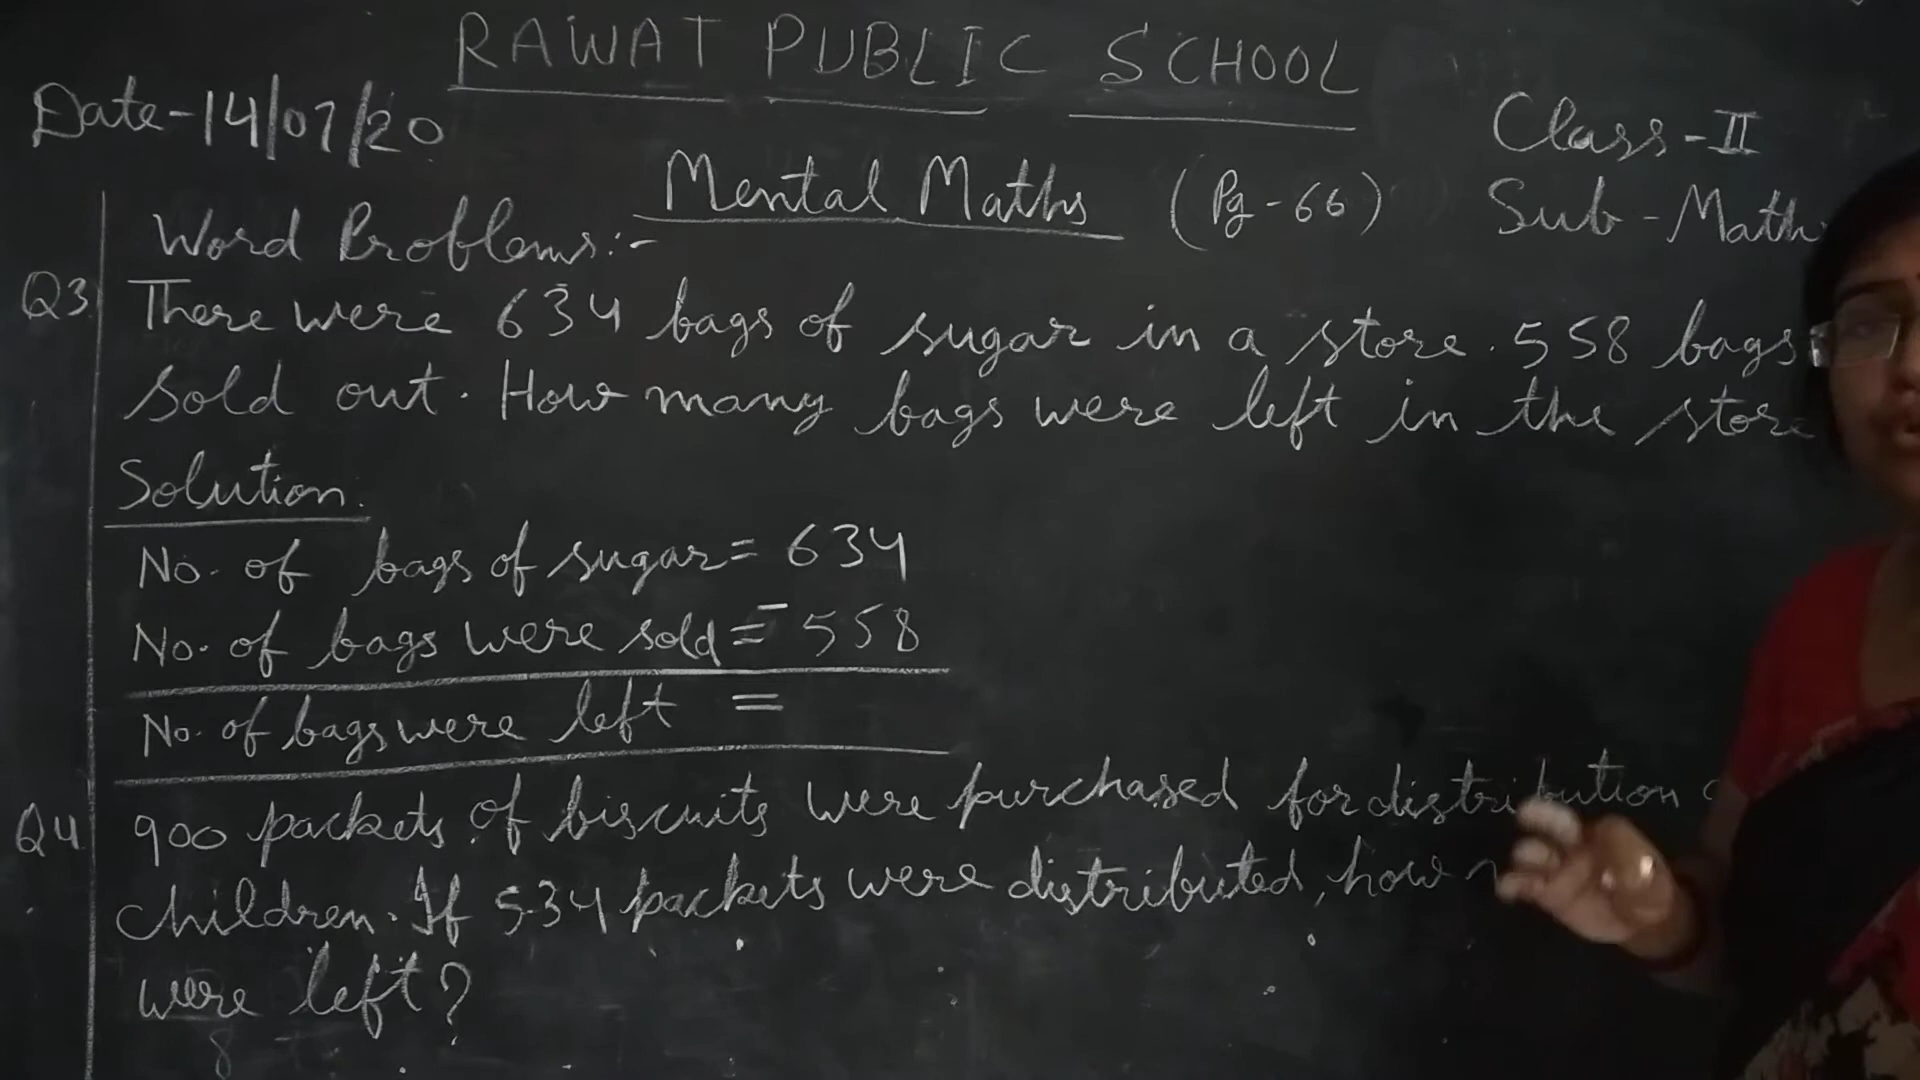 RAWAT PUBLIC SCHOOL
Date-14/07/20
Class-II
Mental Maths (Pg-66)
Sub-Maths
Word Problems:-
Q3 There were 634 bags of sugar in a store. 558 bags
sold out. How many bags were left in the store
Solution.
No. of bags of sugar = 634
No. of bags were sold = - 558
No. of bags were left =
Q4 900 packets of biscuits were purchased for distribution
children. If 534 packets were distributed, how
were left?
8